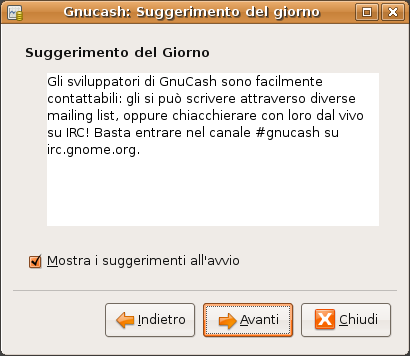 Gnucash: Suggerimento del giorno
Suggerimento del Giorno
Gli sviluppatori di GnuCash sono facilmente
contattabili: gli si può scrivere attraverso diverse
mailing list, oppure chiacchierare con loro dal vivo
su IRC! Basta entrare nel canale #gnucash su
irc.gnome.org.
Mostra i suggerimenti all'avvio
Indietro Avanti Chiudi